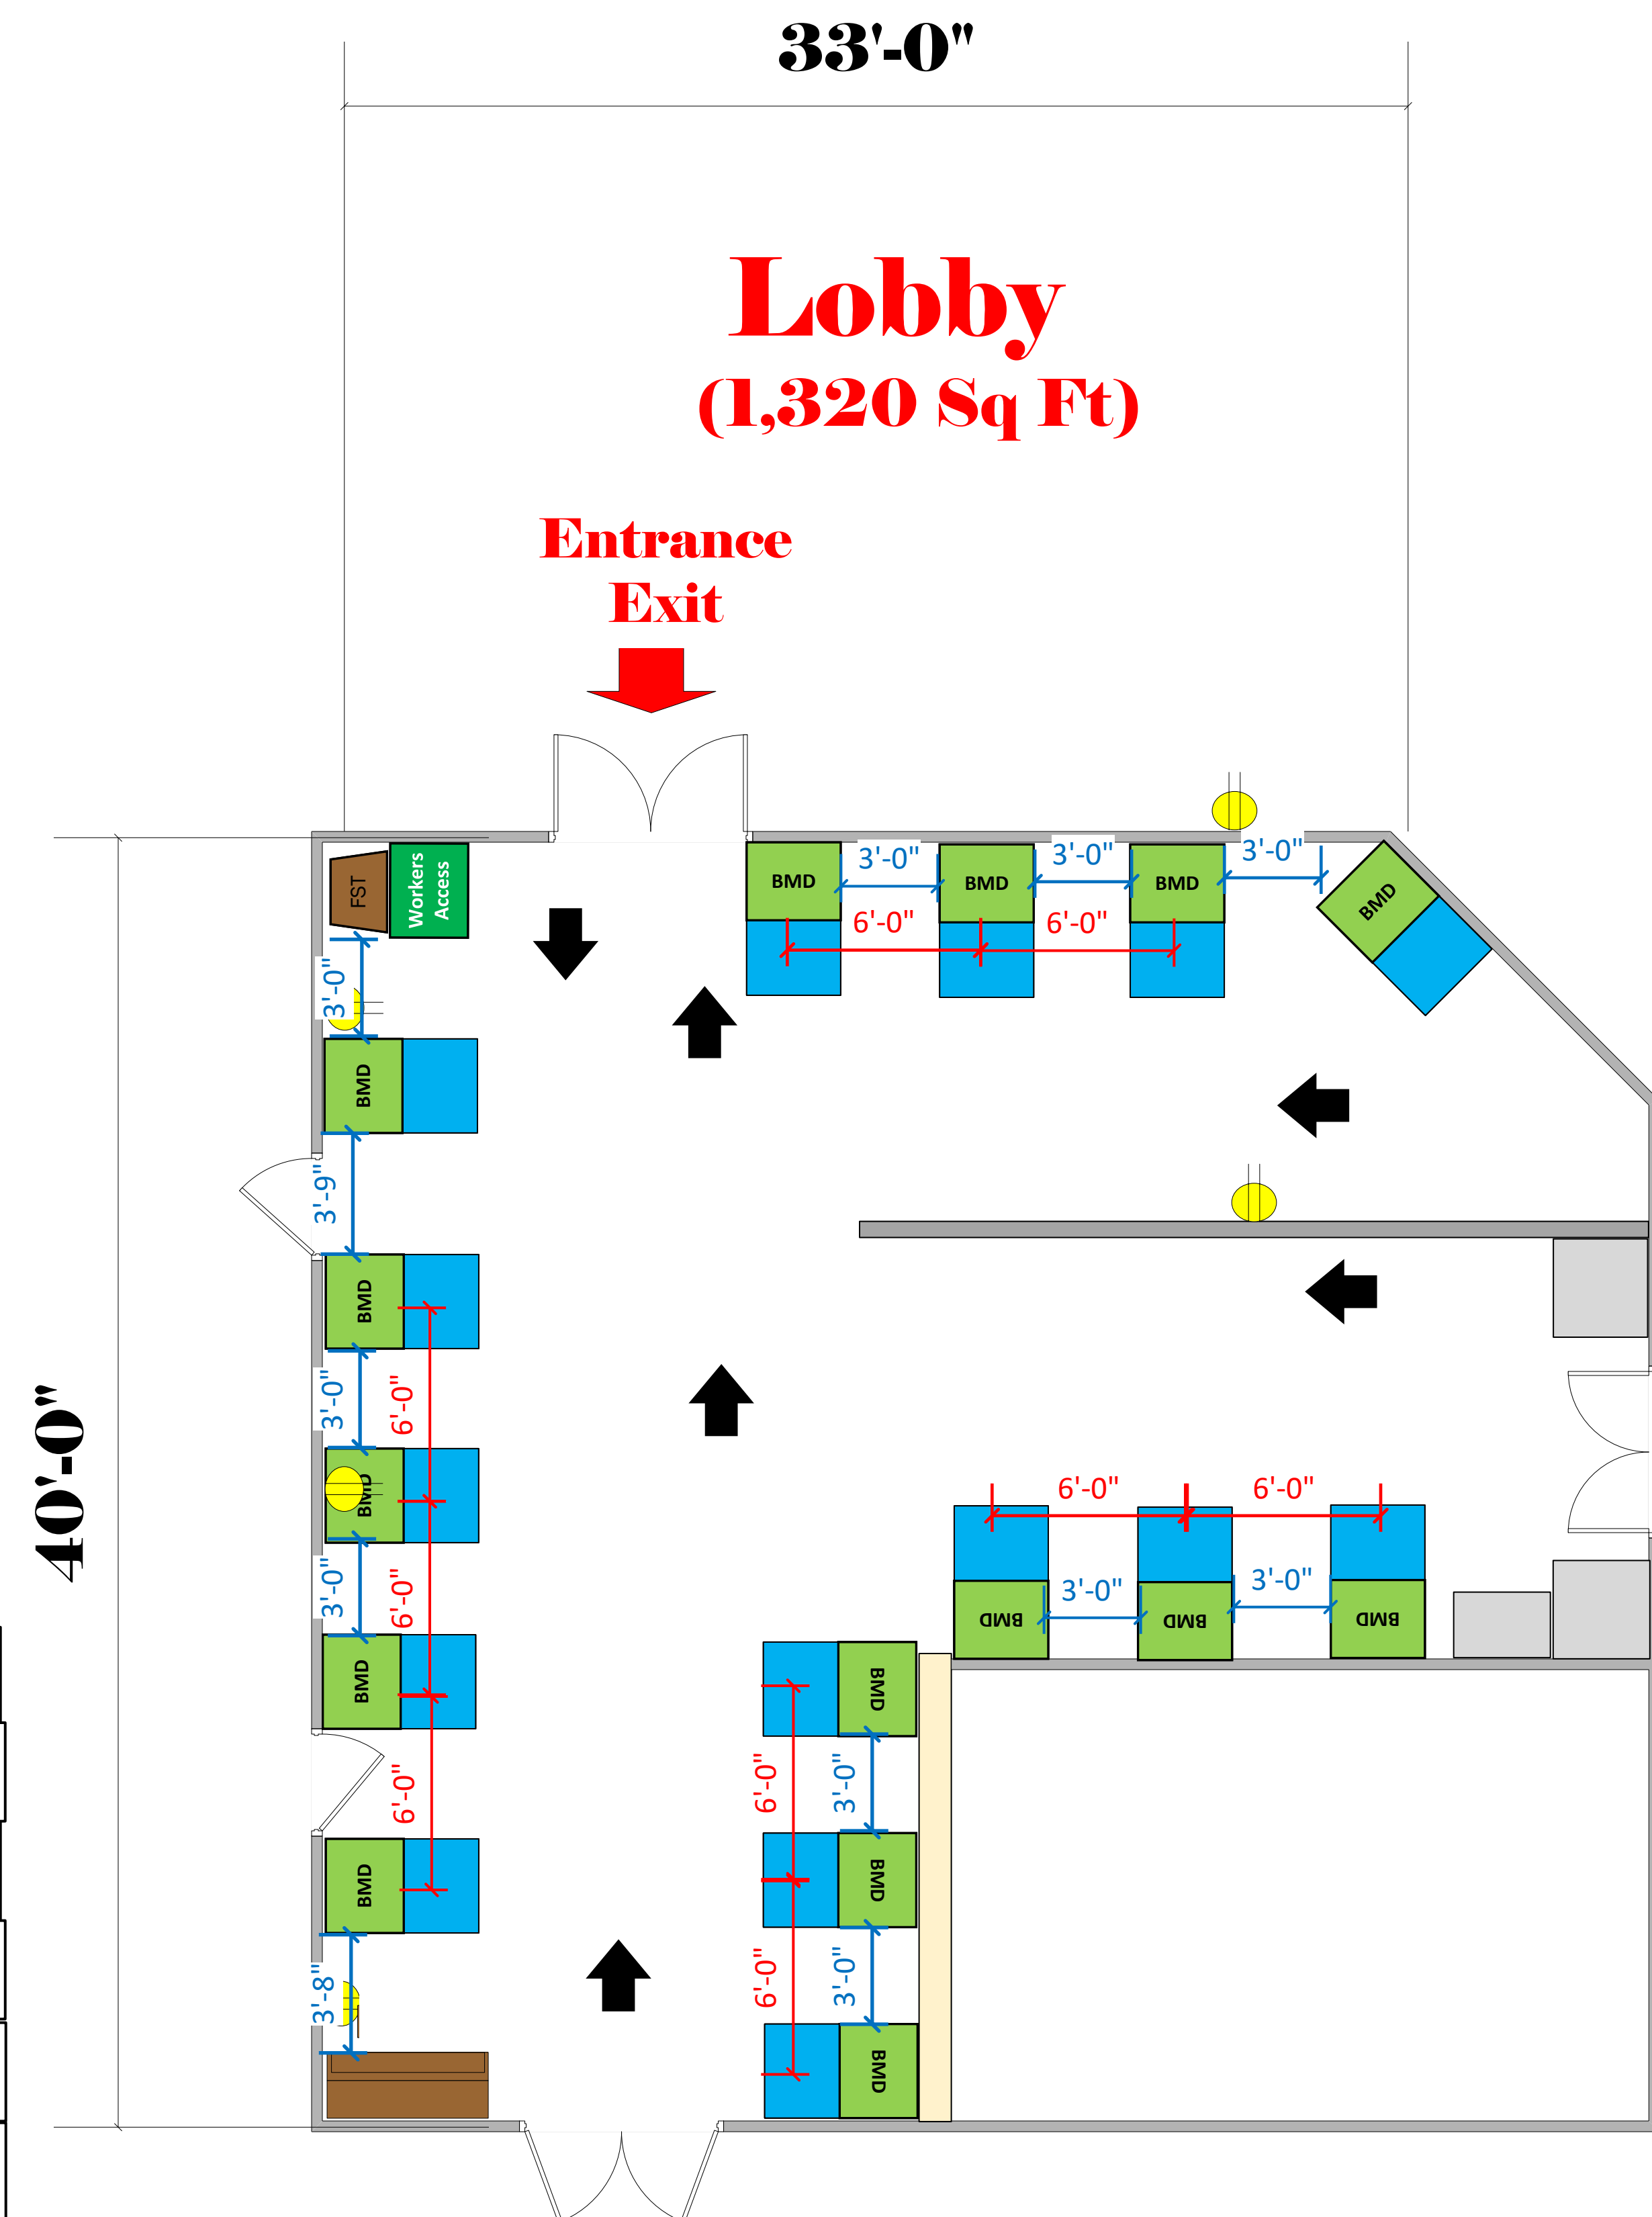 33'-0"
Lobby
(1,320 Sq Ft)
Entrance
Exit
FST
Workers
Access
BMD
3'-0"
BMD
3'-0"
BMD
3'-0"
BMD
6'-0"
6'-0"
3'-0"
BMD
3'-9"
BMD
3'-0"
6'-0"
BMD
3'-0"
6'-0"
BMD
6'-0"
BMD
3'-8"
40'-0"
6'-0"
6'-0"
3'-0"
3'-0"
BMD
BMD
BMD
BMD
6'-0"
3'-0"
BMD
6'-0"
3'-0"
BMD